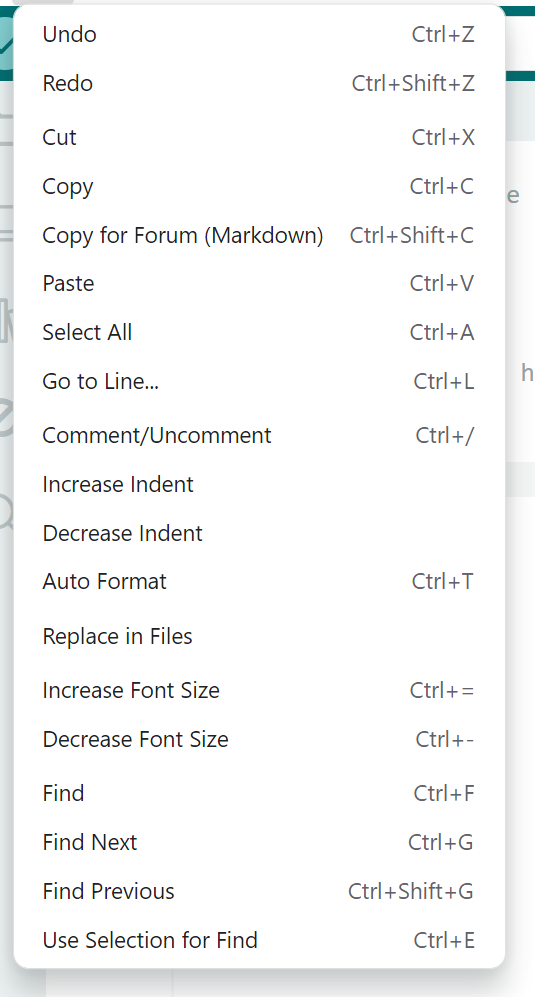 Undo Ctrl+Z
Redo Ctrl+Shift+Z
Cut Ctrl+X
Copy Ctrl+C
e
Copy for Forum (Markdown) Ctrl+Shift+C
Paste Ctrl+V
Select All Ctrl+A
h
Go to Line... Ctrl+L
Comment/Uncomment Ctrl+/
Increase Indent
Decrease Indent
Auto Format Ctrl+T
Replace in Files
Increase Font Size Ctrl+=
Decrease Font Size Ctrl+-
Find Ctrl+F
Find Next Ctrl+G
Find Previous Ctrl+Shift+G
Use Selection for Find Ctrl+E